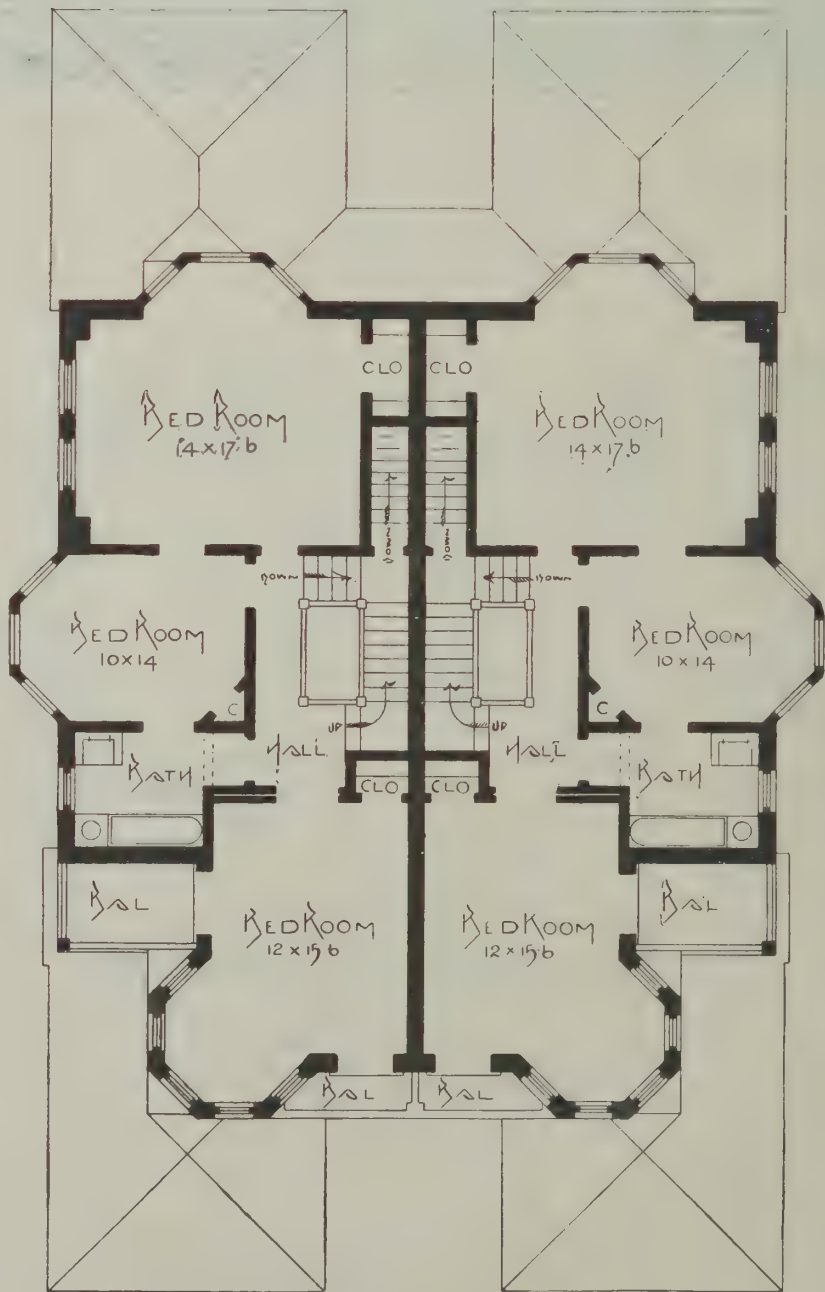 CLO CLO
BED ROOM
14 x 17.6
BED ROOM
14 x 17.6
DOWN
DOWN
BED ROOM
10 x 14
BED ROOM
10 x 14
C
C
UP
UP
HALL
HALL
BATH
BATH
CLO CLO
BAL
BAL
BED ROOM
12 x 15.6
BED ROOM
12 x 15.6
BAL
BAL